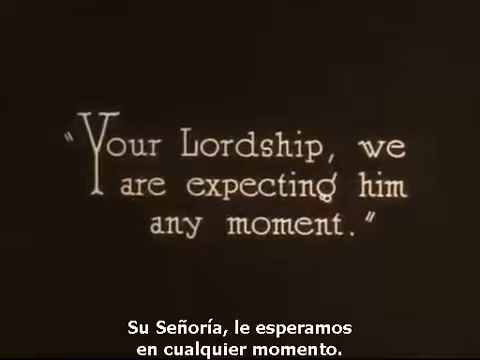 "Your Lordship, we
are expecting him
any moment."
Su Señoría, le esperamos
en cualquier momento.